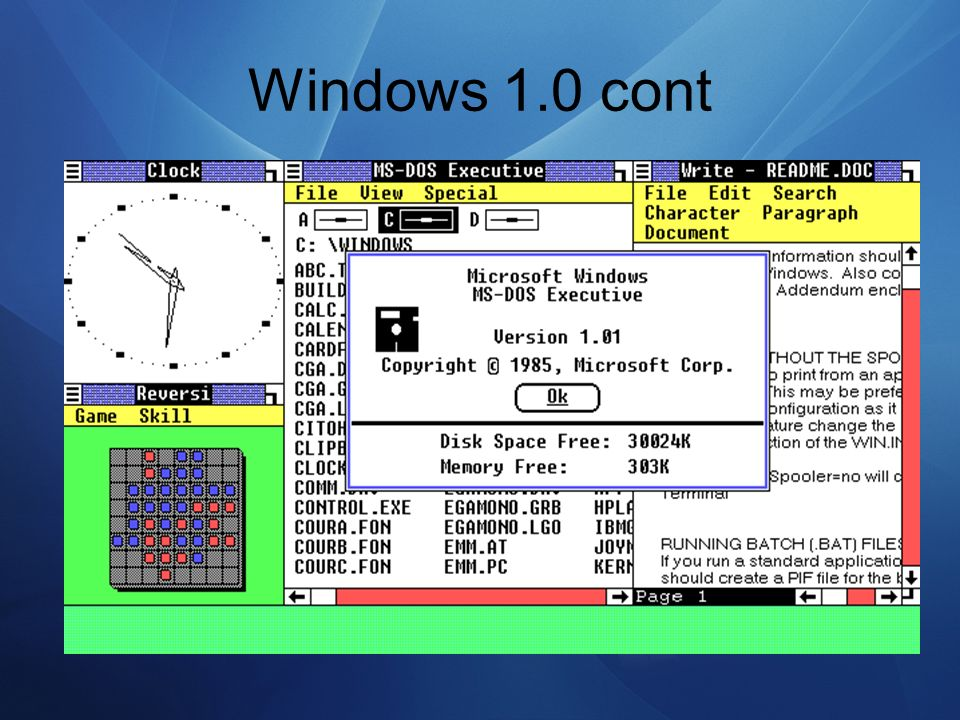 Windows 1.0 cont
Clock
MS-DOS Executive
File View Special
A C D
C: \WINDOWS
ABC.T
BUILD
CALC.
CALEN
CARDF
CGA.D
CGA.G
CGA.L
CITOH
CLIPB
CLOCK
COMM.DRV EGAMONO.DRV
CONTROL.EXE EGAMONO.GRB HPLA
COURA.FON EGAMONO.LGO IBMG
COURB.FON EMM.AT JOYM
COURC.FON EMM.PC KERN
Microsoft Windows
MS-DOS Executive
Version 1.01
Copyright © 1985, Microsoft Corp.
Ok
Disk Space Free: 30024K
Memory Free: 303K
Write - README.DOC
File Edit Search
Character Paragraph
Document
nformation shoul
indows. Also co
Addendum encl
THOUT THE SPO
o print from an ap
This may be prefe
onfiguration as it
ature change the
ction of the WIN.IN
Spooler=no will c
Terminal
RUNNING BATCH (.BAT) FILES
If you run a standard applicatio
should create a PIF file for the b
Page 1
Reversi
Game Skill